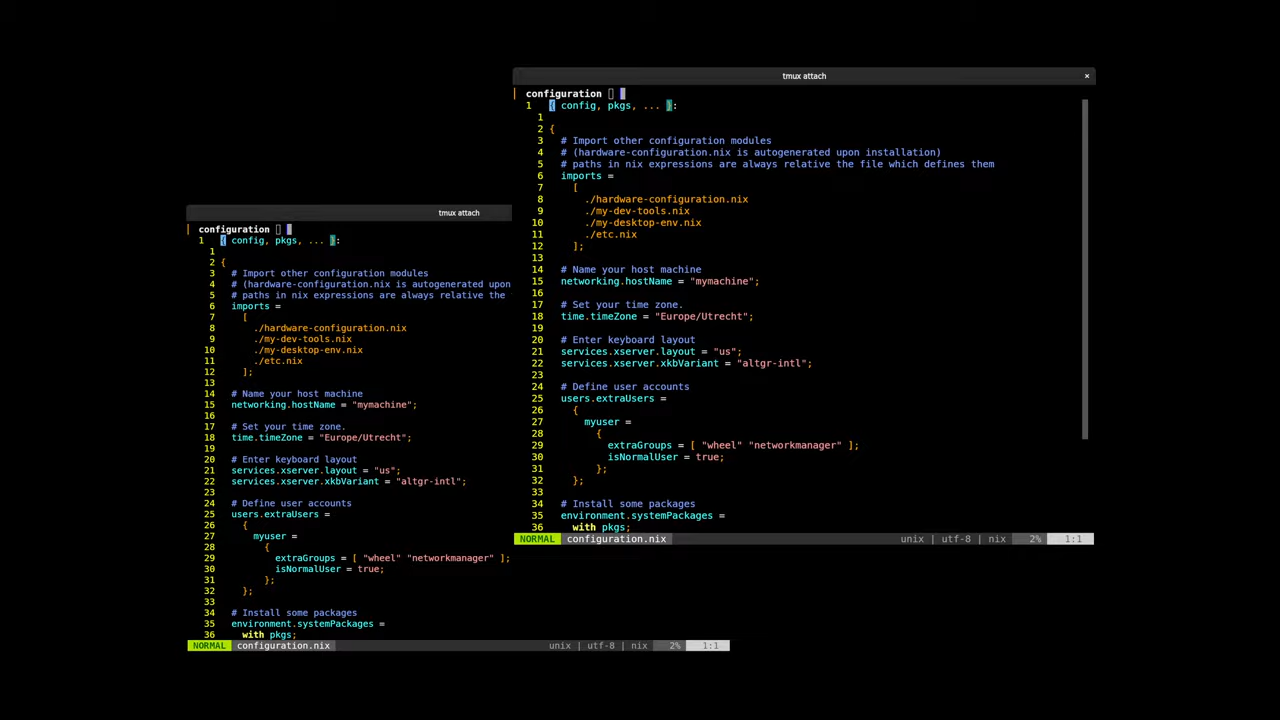 tmux attach ×
configuration
1 { config, pkgs, ... }:
1
2 {
3 # Import other configuration modules
4 # (hardware-configuration.nix is autogenerated upon installation)
5 # paths in nix expressions are always relative the file which defines them
6 imports =
7 [
8 ./hardware-configuration.nix
9 ./my-dev-tools.nix
10 ./my-desktop-env.nix
11 ./etc.nix
12 ];
13
14 # Name your host machine
15 networking.hostName = "mymachine";
16
17 # Set your time zone.
18 time.timeZone = "Europe/Utrecht";
19
20 # Enter keyboard layout
21 services.xserver.layout = "us";
22 services.xserver.xkbVariant = "altgr-intl";
23
24 # Define user accounts
25 users.extraUsers =
26 {
27 myuser =
28 {
29 extraGroups = [ "wheel" "networkmanager" ];
30 isNormalUser = true;
31 };
32 };
33
34 # Install some packages
35 environment.systemPackages =
36 with pkgs;
NORMAL configuration.nix unix | utf-8 | nix 2% 1:1
tmux attach
configuration
1 { config, pkgs, ... }:
1
2 {
3 # Import other configuration modules
4 # (hardware-configuration.nix is autogenerated upon
5 # paths in nix expressions are always relative the
6 imports =
7 [
8 ./hardware-configuration.nix
9 ./my-dev-tools.nix
10 ./my-desktop-env.nix
11 ./etc.nix
12 ];
13
14 # Name your host machine
15 networking.hostName = "mymachine";
16
17 # Set your time zone.
18 time.timeZone = "Europe/Utrecht";
19
20 # Enter keyboard layout
21 services.xserver.layout = "us";
22 services.xserver.xkbVariant = "altgr-intl";
23
24 # Define user accounts
25 users.extraUsers =
26 {
27 myuser =
28 {
29 extraGroups = [ "wheel" "networkmanager" ];
30 isNormalUser = true;
31 };
32 };
33
34 # Install some packages
35 environment.systemPackages =
36 with pkgs;
NORMAL configuration.nix unix | utf-8 | nix 2% 1:1